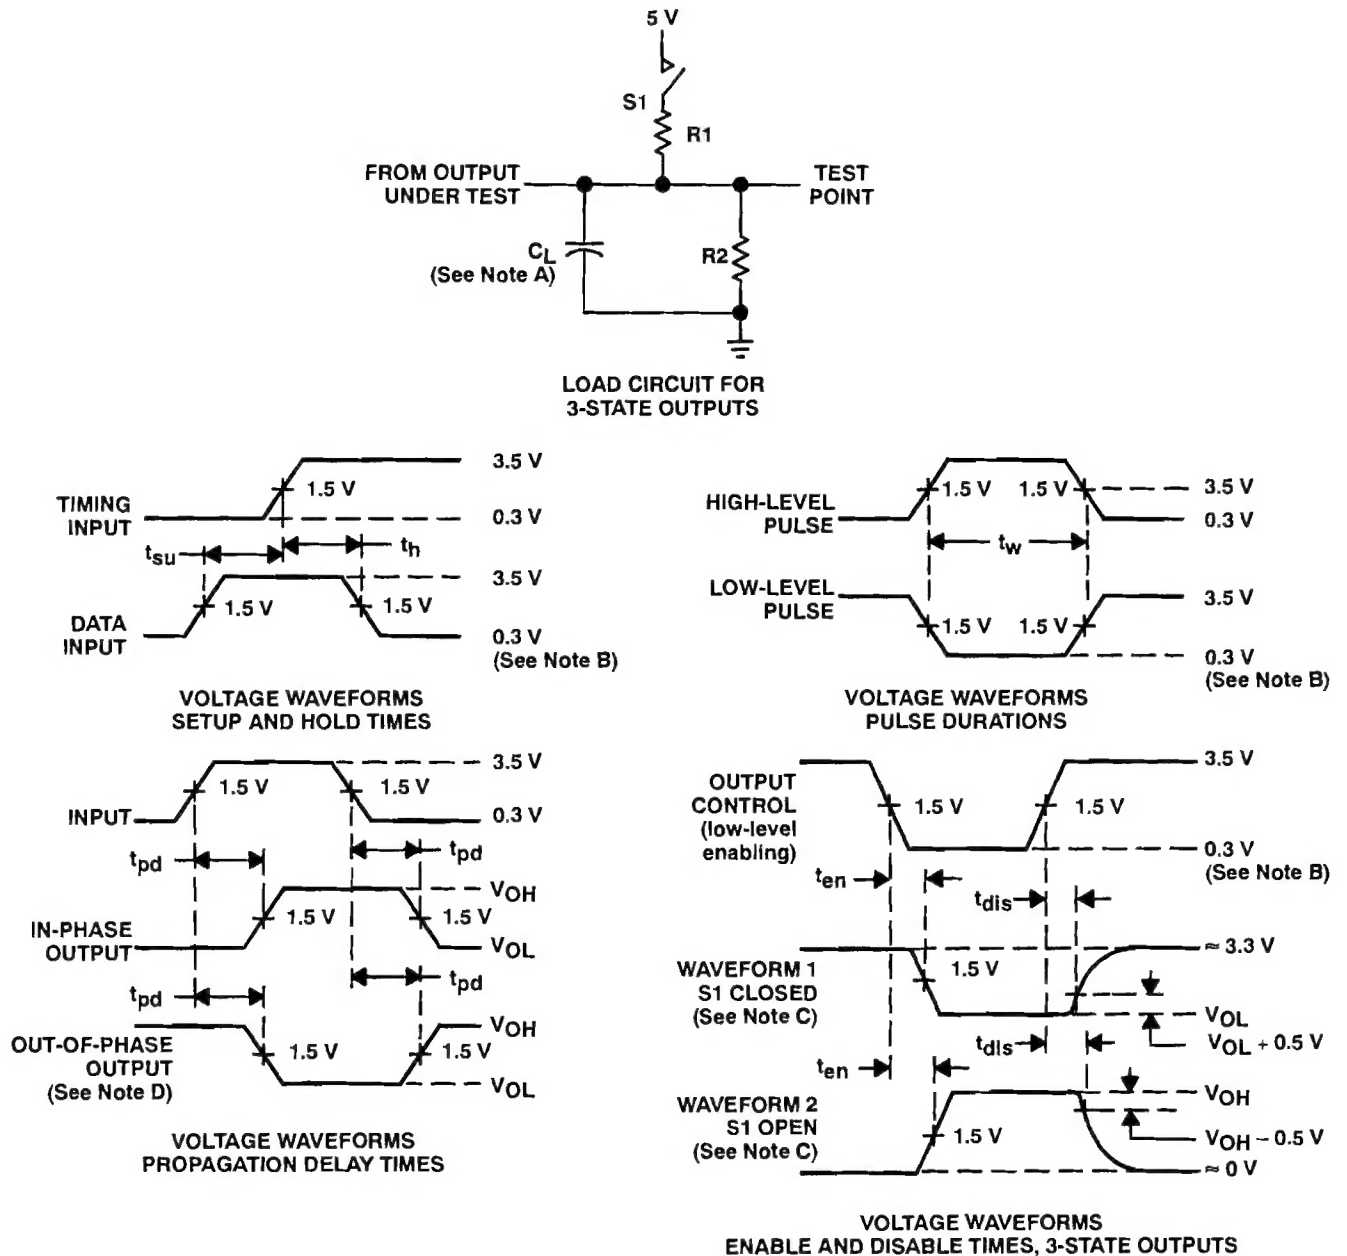 5 V
S1
R1
FROM OUTPUT
UNDER TEST
TEST
POINT
CL
(See Note A)
R2
LOAD CIRCUIT FOR
3-STATE OUTPUTS
TIMING
INPUT
1.5 V
3.5 V
0.3 V
tsu
th
DATA
INPUT
1.5 V
1.5 V
3.5 V
0.3 V
(See Note B)
VOLTAGE WAVEFORMS
SETUP AND HOLD TIMES
HIGH-LEVEL
PULSE
1.5 V
1.5 V
3.5 V
0.3 V
tw
LOW-LEVEL
PULSE
1.5 V
1.5 V
3.5 V
0.3 V
(See Note B)
VOLTAGE WAVEFORMS
PULSE DURATIONS
INPUT
1.5 V
1.5 V
3.5 V
0.3 V
tpd
tpd
IN-PHASE
OUTPUT
1.5 V
1.5 V
VOH
VOL
tpd
tpd
OUT-OF-PHASE
OUTPUT
(See Note D)
1.5 V
1.5 V
VOH
VOL
VOLTAGE WAVEFORMS
PROPAGATION DELAY TIMES
OUTPUT
CONTROL
(low-level
enabling)
1.5 V
1.5 V
3.5 V
0.3 V
(See Note B)
ten
tdis
WAVEFORM 1
S1 CLOSED
(See Note C)
1.5 V
≈ 3.3 V
VOL
VOL + 0.5 V
ten
tdis
WAVEFORM 2
S1 OPEN
(See Note C)
1.5 V
VOH
VOH – 0.5 V
≈ 0 V
VOLTAGE WAVEFORMS
ENABLE AND DISABLE TIMES, 3-STATE OUTPUTS